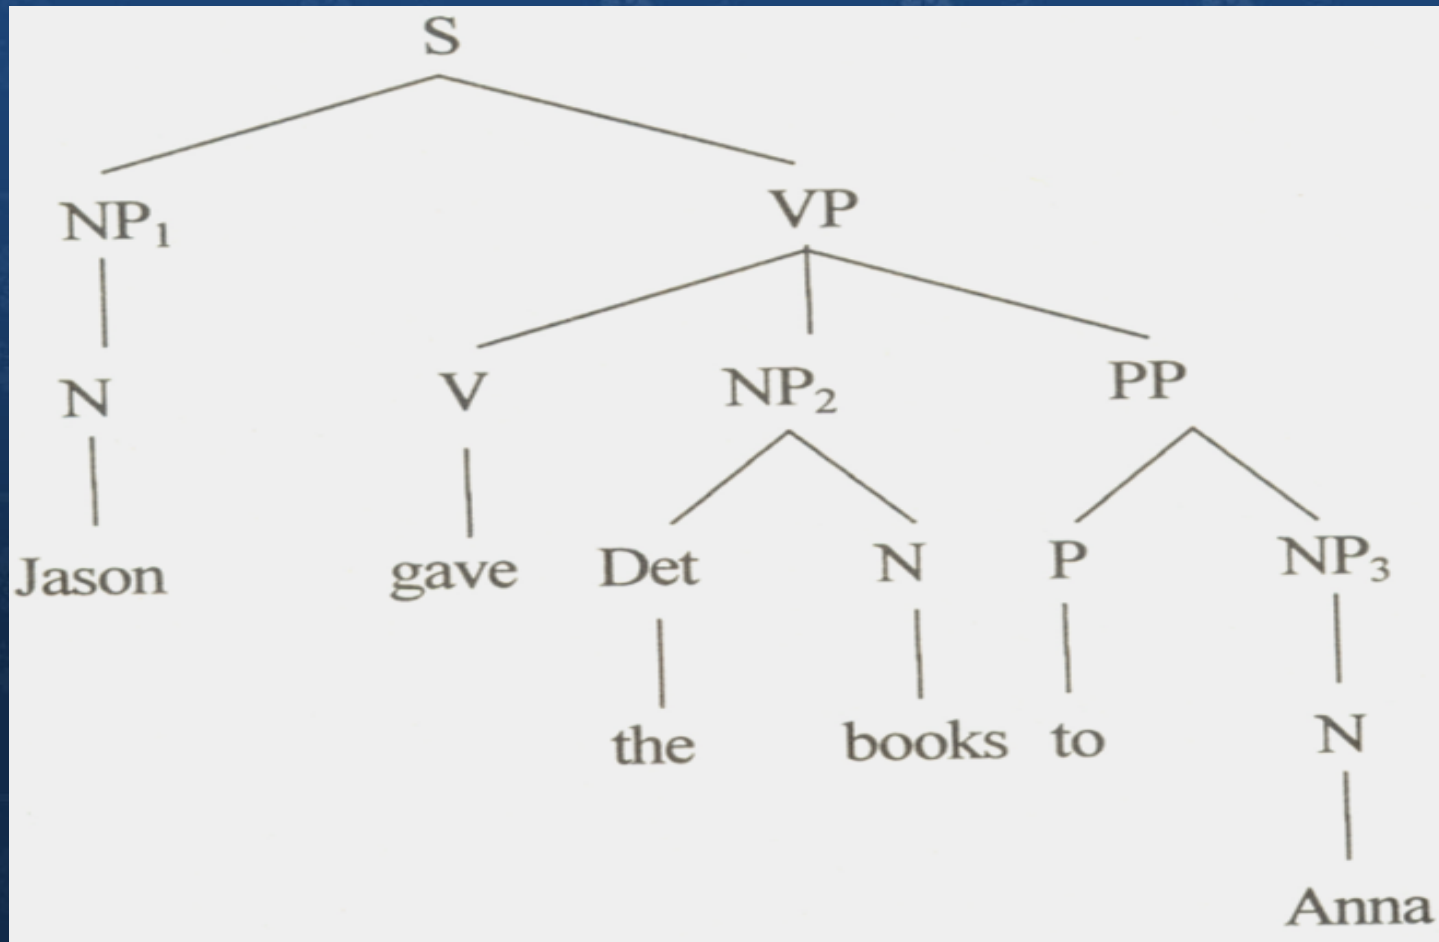 S
NP₁ VP
N V NP₂ PP
Jason gave Det N P NP₃
the books to N
Anna